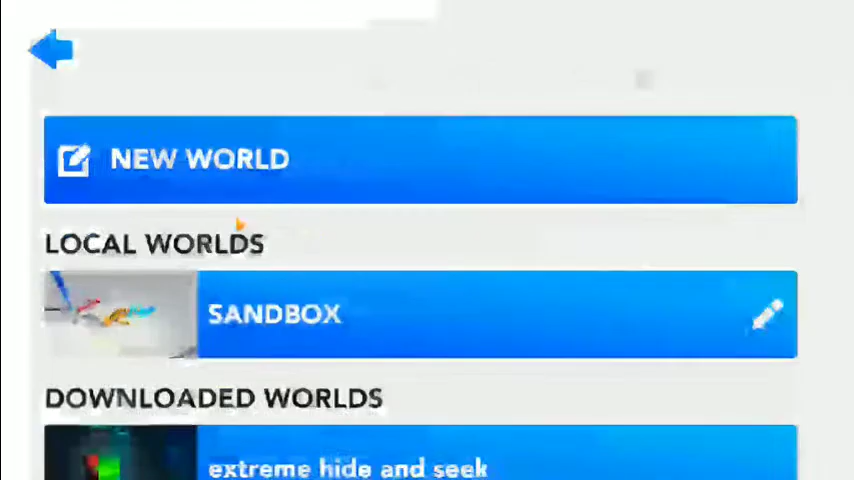 NEW WORLD
LOCAL WORLDS
SANDBOX
DOWNLOADED WORLDS
extreme hide and seek